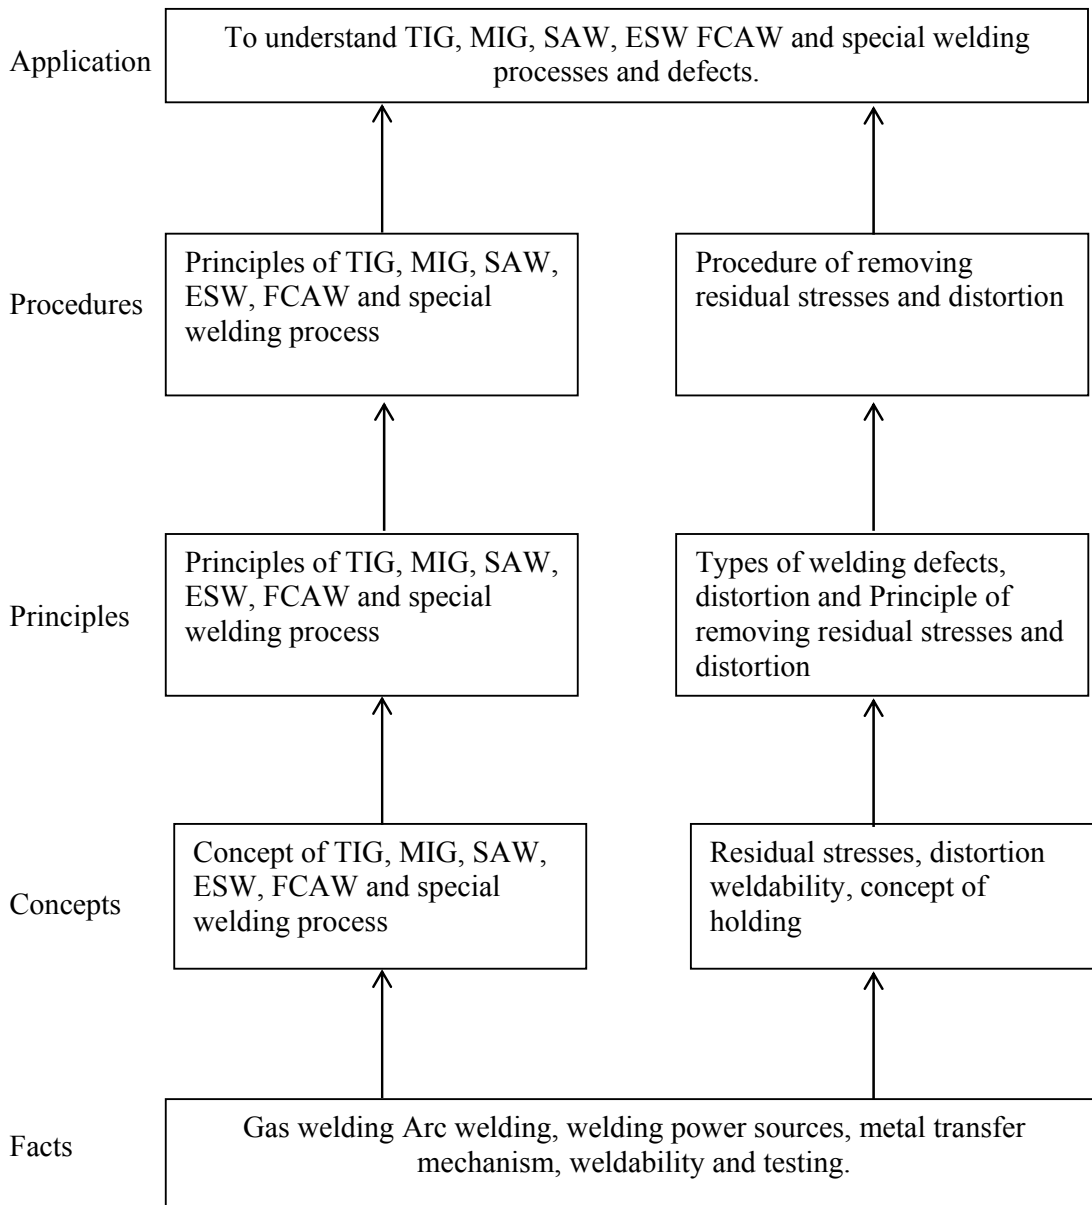 Application
To understand TIG, MIG, SAW, ESW FCAW and special welding
processes and defects.
Procedures
Principles of TIG, MIG, SAW,
ESW, FCAW and special
welding process
Procedure of removing
residual stresses and distortion
Principles
Principles of TIG, MIG, SAW,
ESW, FCAW and special
welding process
Types of welding defects,
distortion and Principle of
removing residual stresses and
distortion
Concepts
Concept of TIG, MIG, SAW,
ESW, FCAW and special
welding process
Residual stresses, distortion
weldability, concept of
holding
Facts
Gas welding Arc welding, welding power sources, metal transfer
mechanism, weldability and testing.